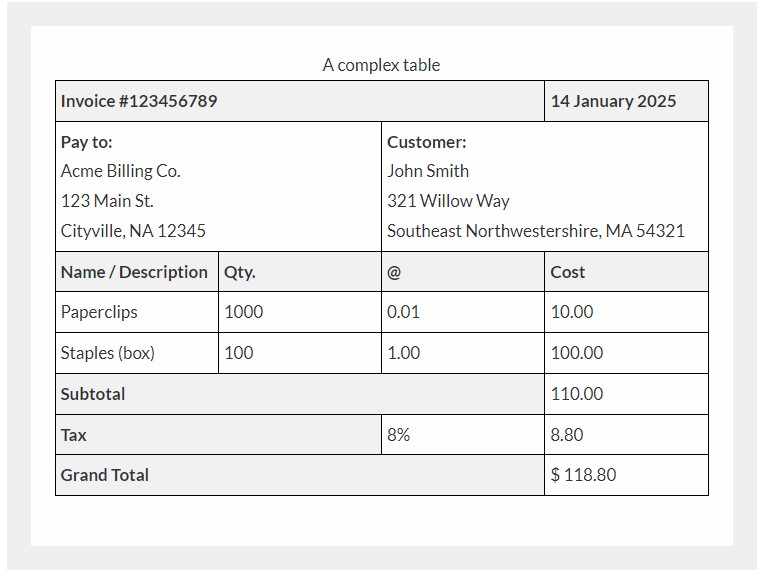 A complex table
Invoice #123456789 14 January 2025
Pay to: Customer:
Acme Billing Co. John Smith
123 Main St. 321 Willow Way
Cityville, NA 12345 Southeast Northwestershire, MA 54321
Name / Description Qty. @ Cost
Paperclips 1000 0.01 10.00
Staples (box) 100 1.00 100.00
Subtotal 110.00
Tax 8% 8.80
Grand Total $ 118.80